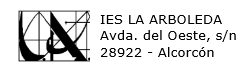 IES LA ARBOLEDA
Avda. del Oeste, s/n
28922 - Alcorcón